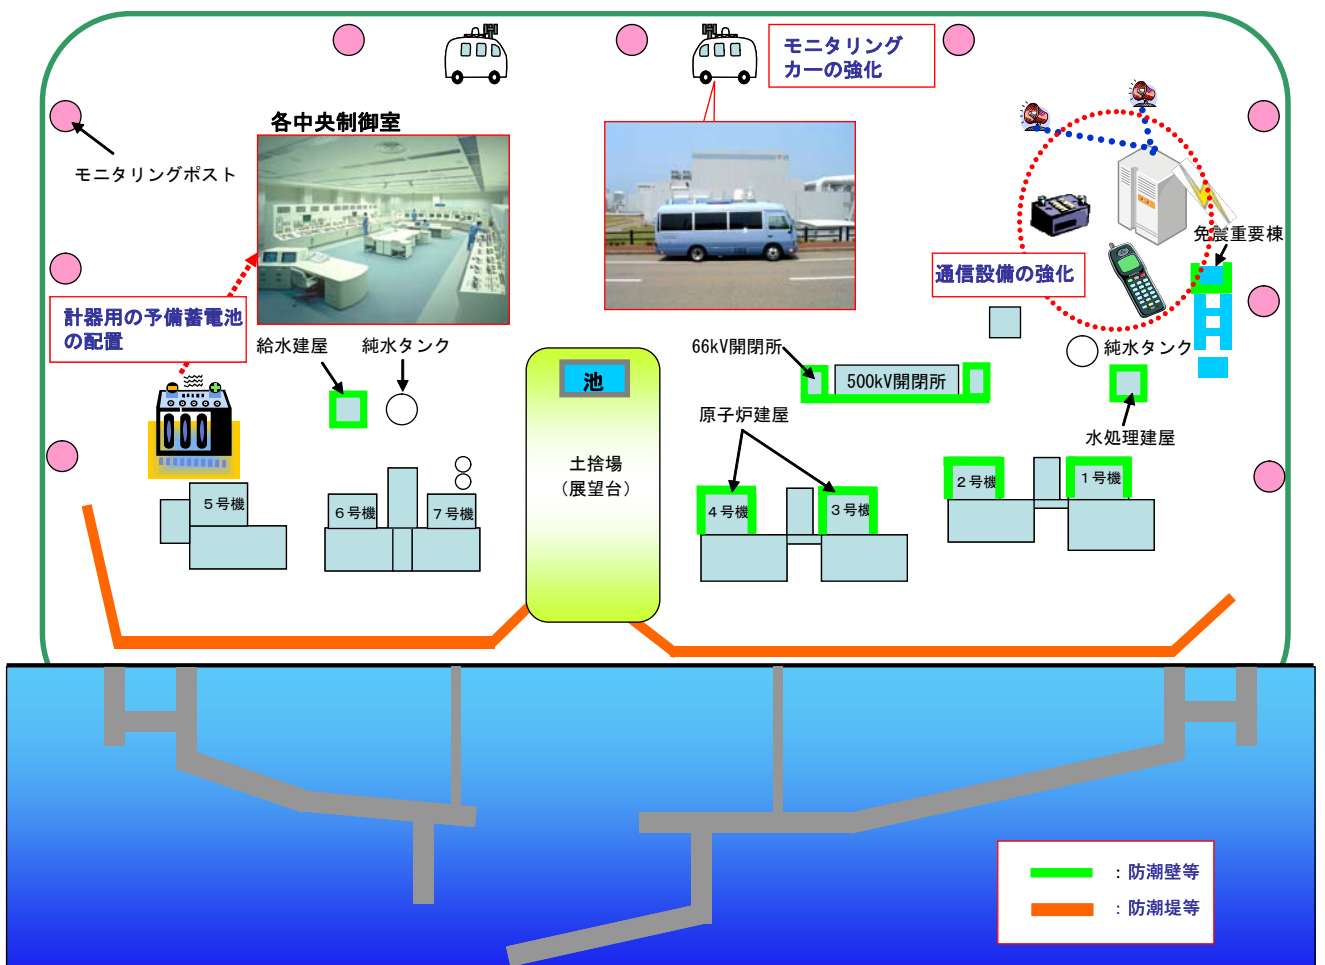 モニタリング
カーの強化
各中央制御室
モニタリングポスト
免震重要棟
通信設備の強化
計器用の予備蓄電池
の配置
給水建屋
純水タンク
66kV開閉所
純水タンク
池
500kV開閉所
原子炉建屋
水処理建屋
土捨場
（展望台）
５号機
６号機
７号機
４号機
３号機
２号機
１号機
：防潮壁等
：防潮堤等